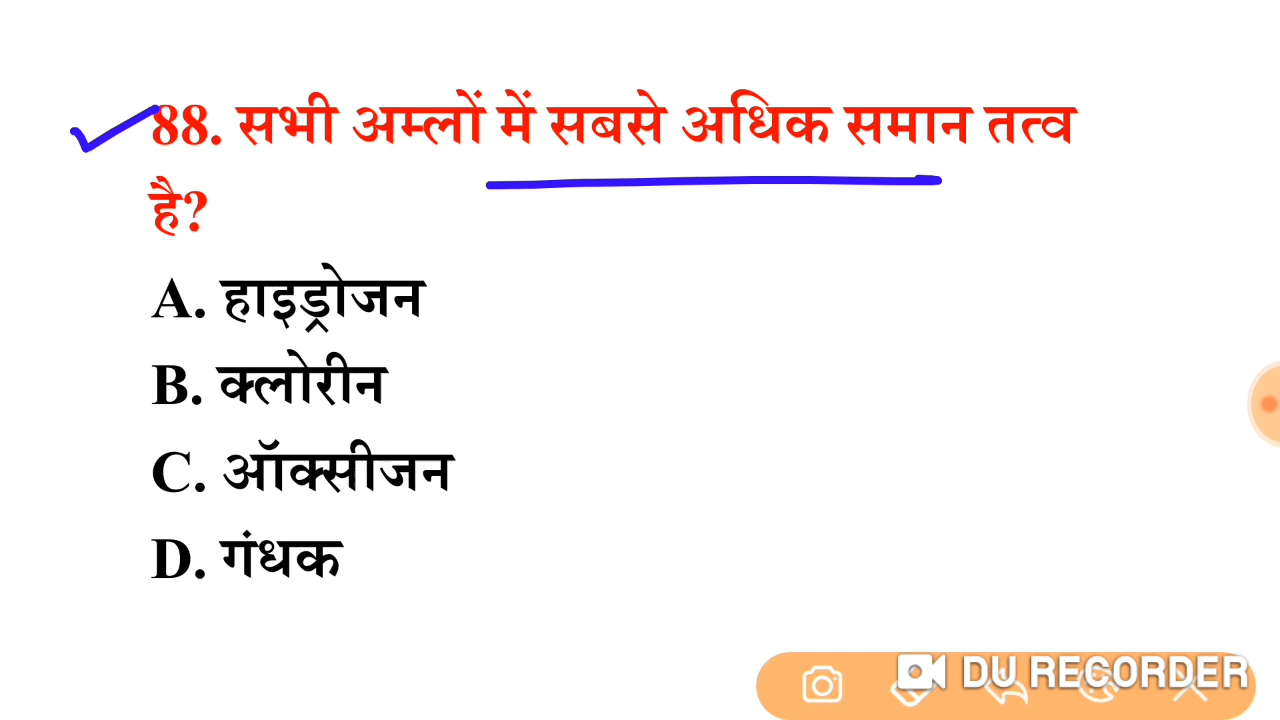 88. सभी अम्लों में सबसे अधिक समान तत्व
है?
A. हाइड्रोजन
B. क्लोरीन
C. ऑक्सीजन
D. गंधक
DU RECORDER